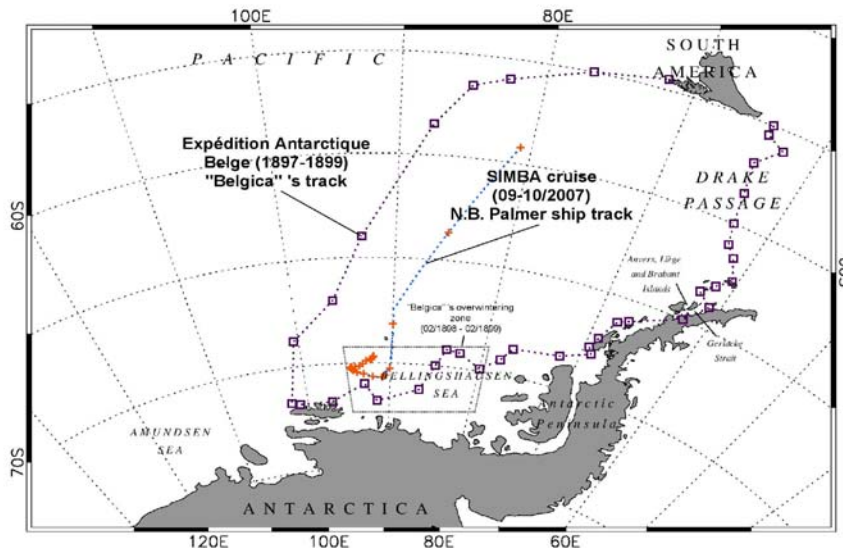 100E
80E
P A C I F I C
SOUTH
AMERICA
Expédition Antarctique
Belge (1897-1899)
"Belgica" 's track
SIMBA cruise
(09-10/2007)
N.B. Palmer ship track
DRAKE
PASSAGE
60S
Anvers, Liège
and Brabant
Islands
"Belgica" 's overwintering
zone
[02/1898 - 02/1899)
Gerlache
Strait
BELLINGSHAUSEN
SEA
Antarctic
Peninsula
AMUNDSEN
SEA
70S
ANTARCTICA
120E
100E
80E
60E